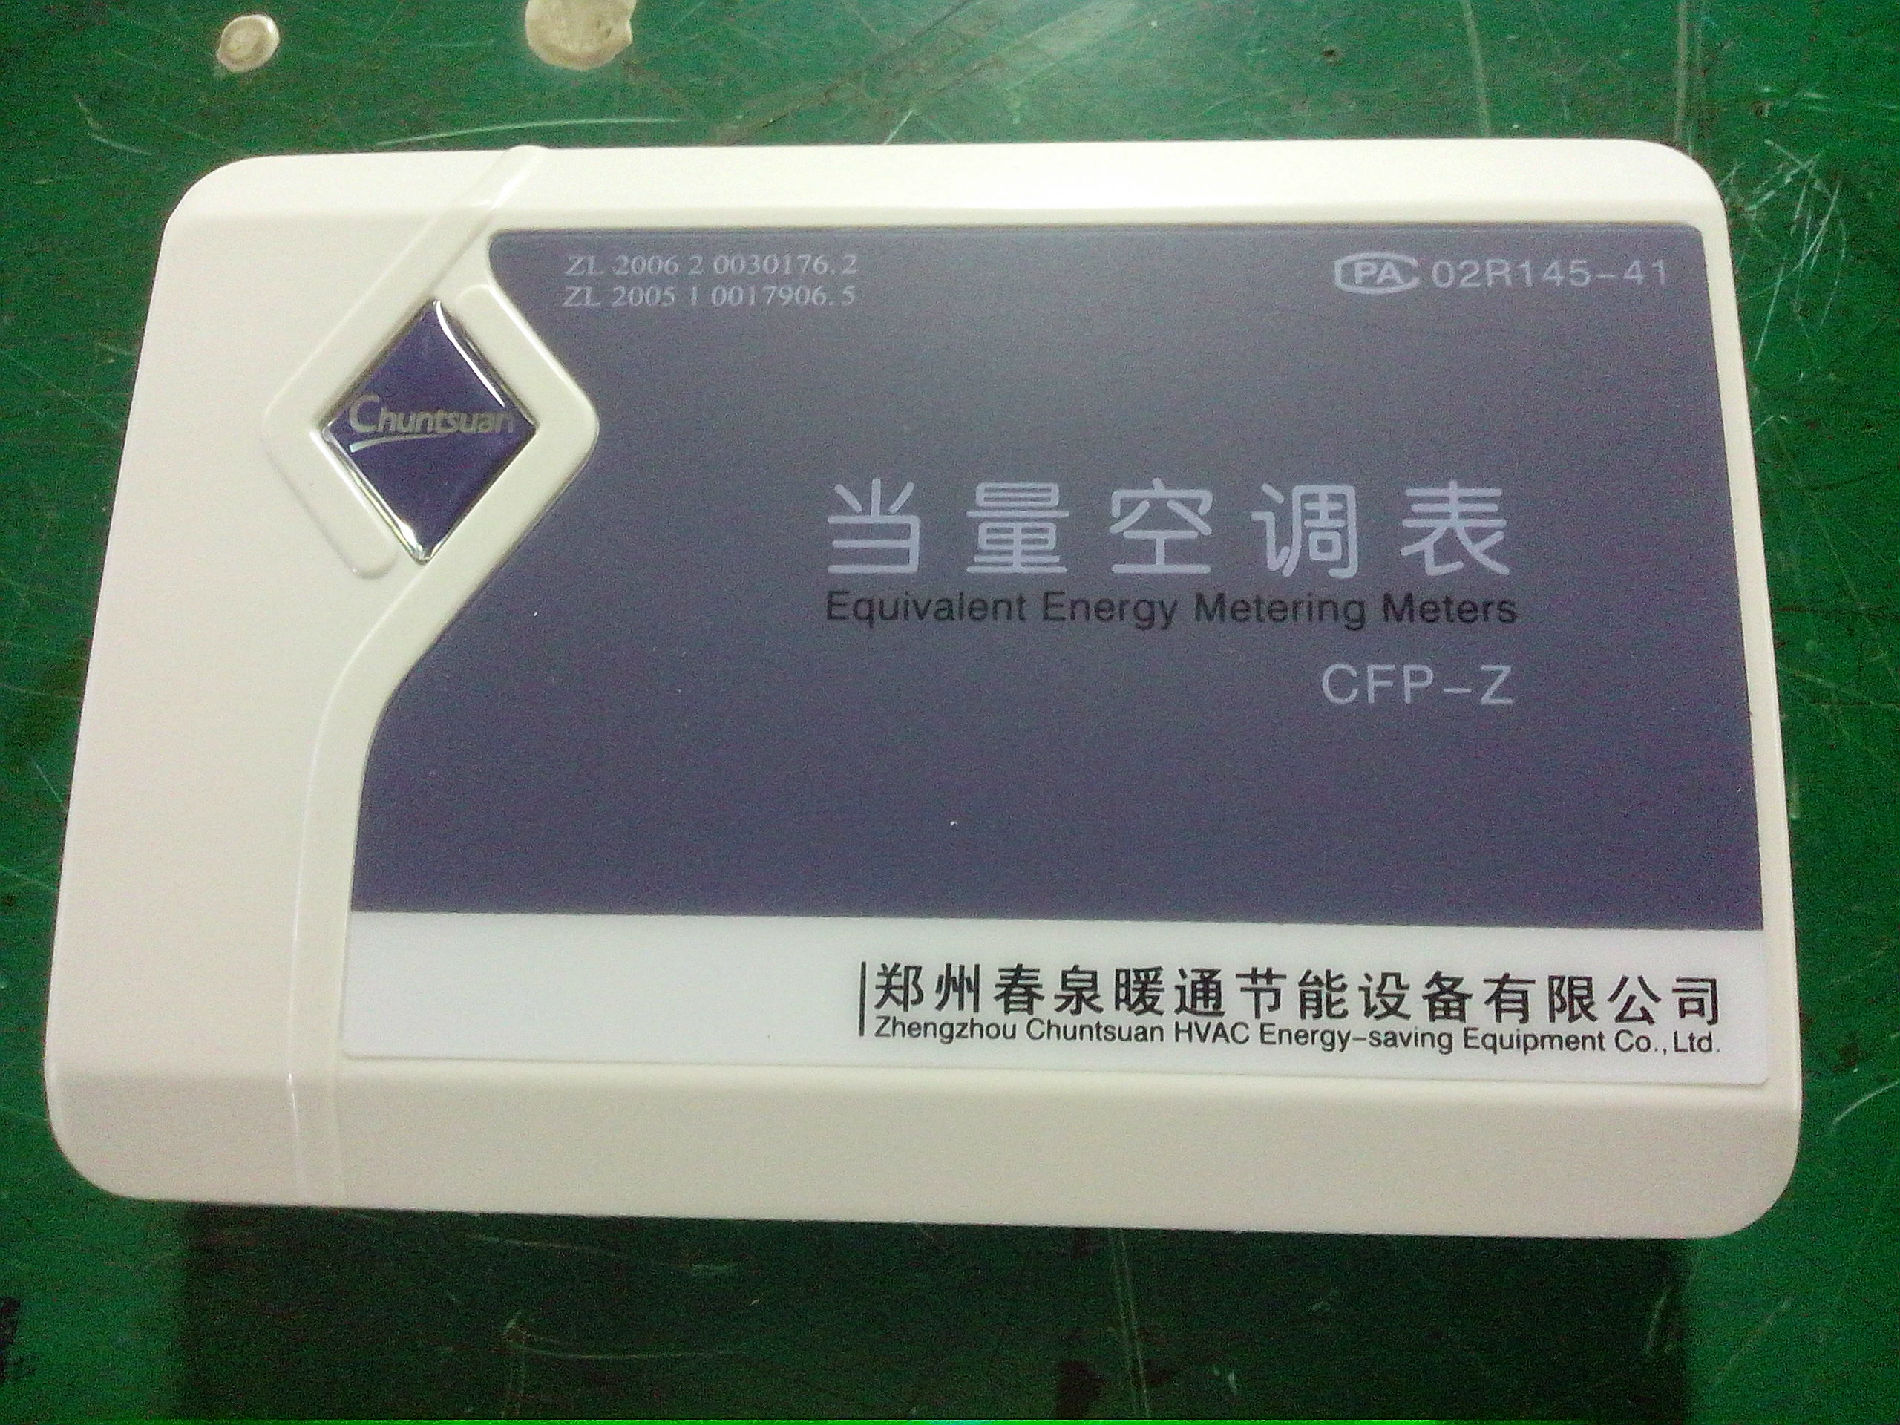 ZL 2006 2 0030176.2
ZL 2005 1 0017906.5
CPA 02R145-41
Chuntsuan
当量空调表
Equivalent Energy Metering Meters
CFP-Z
郑州春泉暖通节能设备有限公司
Zhengzhou Chuntsuan HVAC Energy-saving Equipment Co., Ltd.